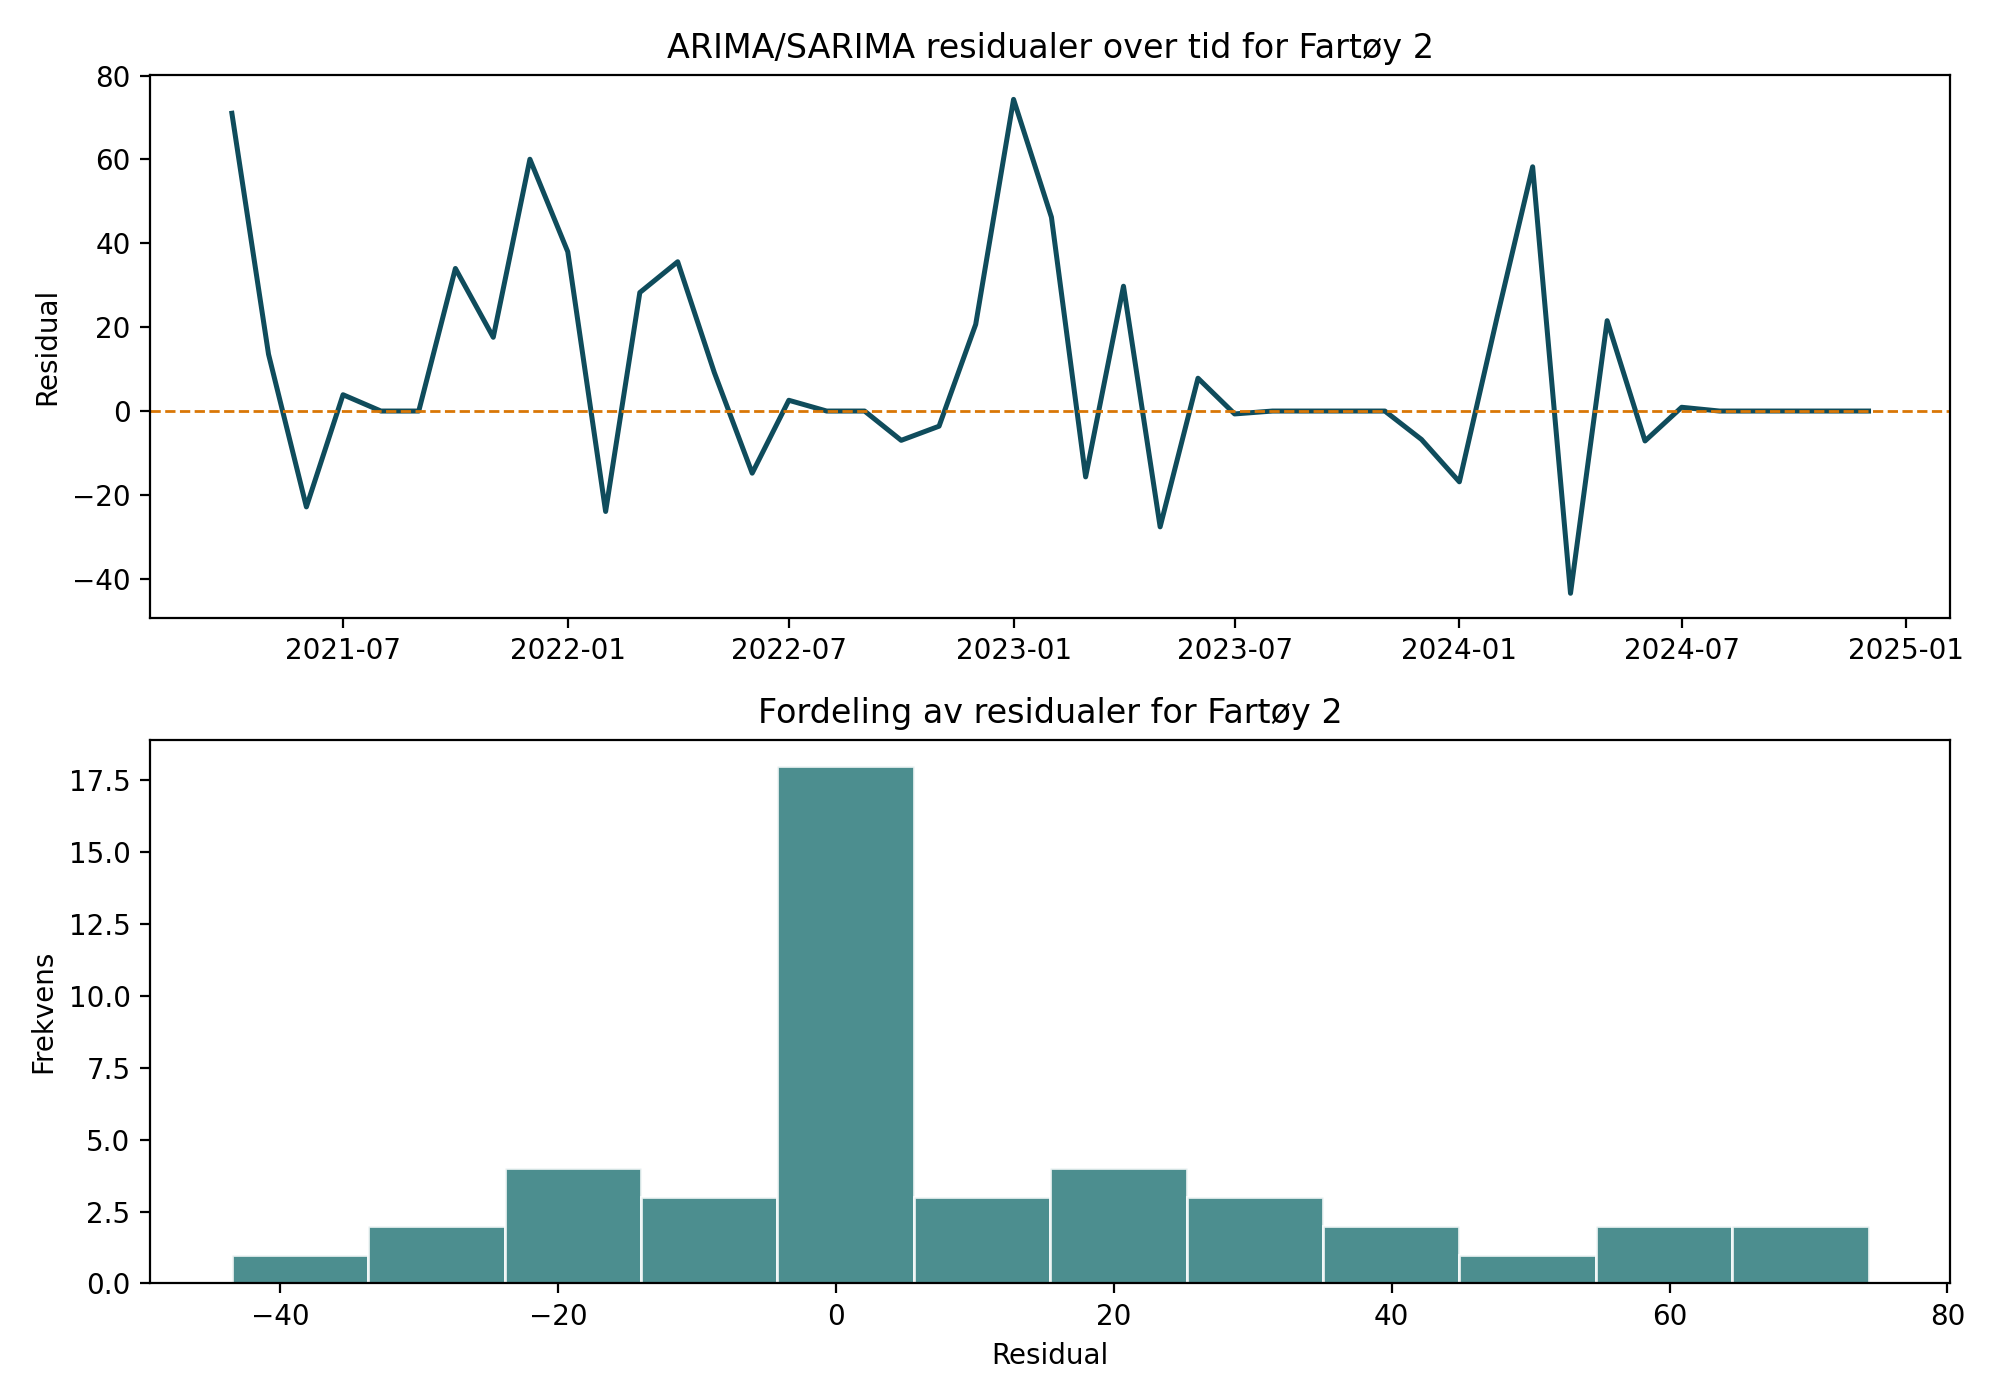 ARIMA/SARIMA residualer over tid for Fartøy 2
80
60
40
20
0
−20
−40
Residual
2021-07 2022-01 2022-07 2023-01 2023-07 2024-01 2024-07 2025-01
Fordeling av residualer for Fartøy 2
17.5
15.0
12.5
10.0
7.5
5.0
2.5
0.0
Frekvens
−40 −20 0 20 40 60 80
Residual